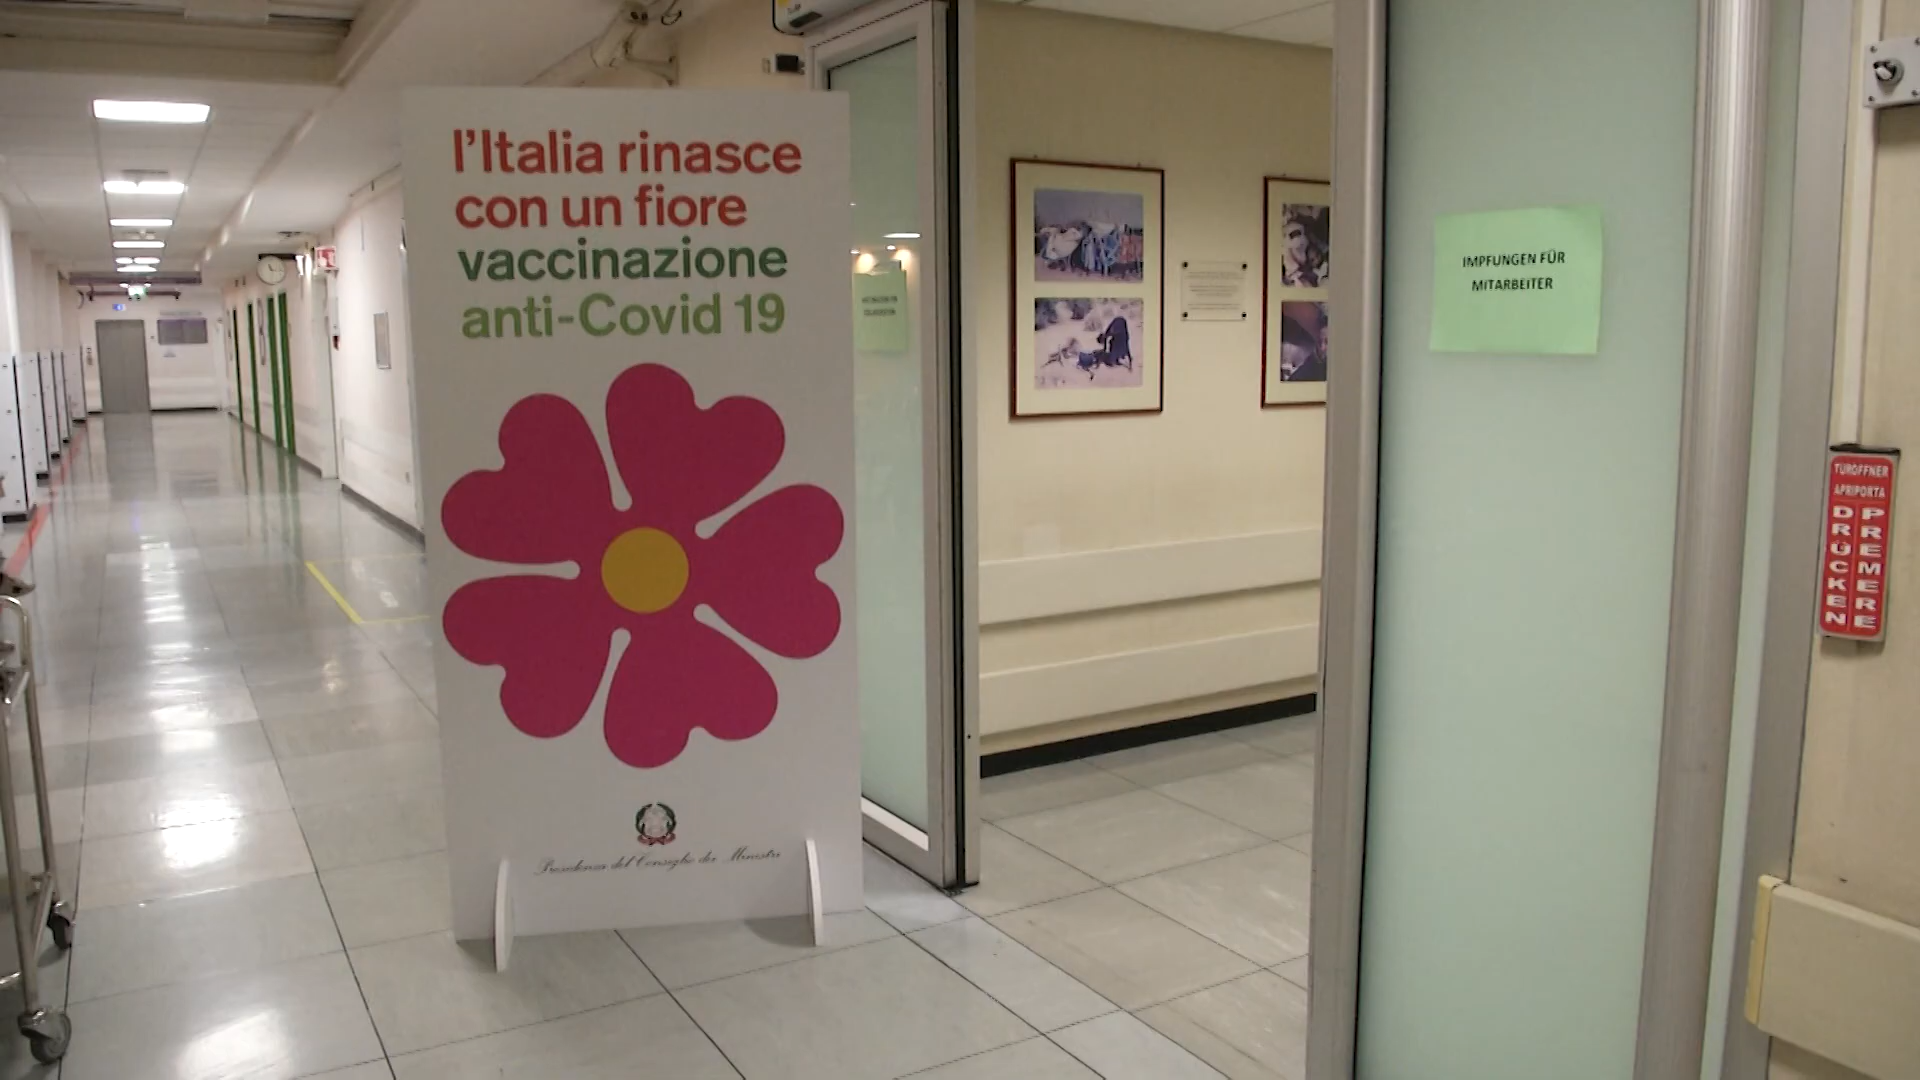 l'Italia rinasce
con un fiore
vaccinazione
anti-Covid 19
Presidenza del Consiglio dei Ministri
IMPFUNGEN FÜR
MITARBEITER
TÜRÖFFNER
APRIPORTA
DRÜCKEN
PREMERE